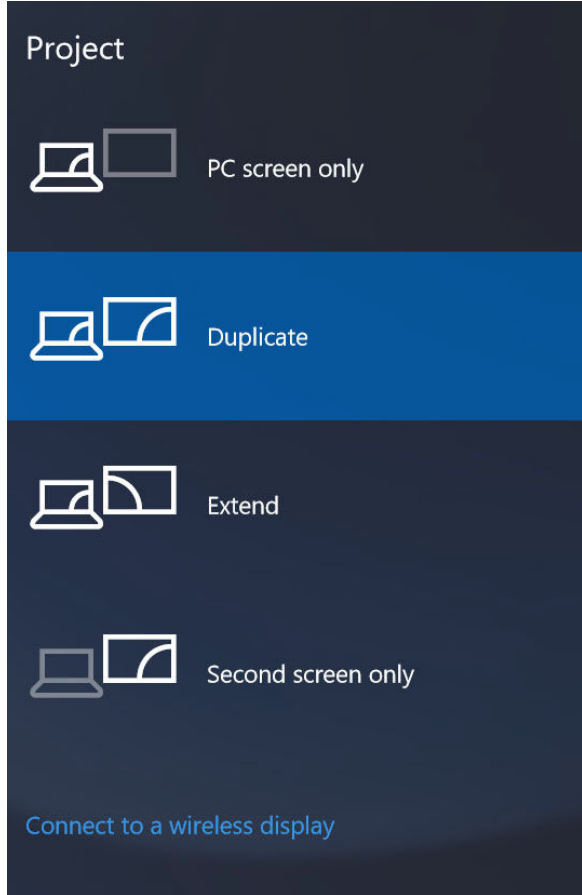 Project
PC screen only
Duplicate
Extend
Second screen only
Connect to a wireless display